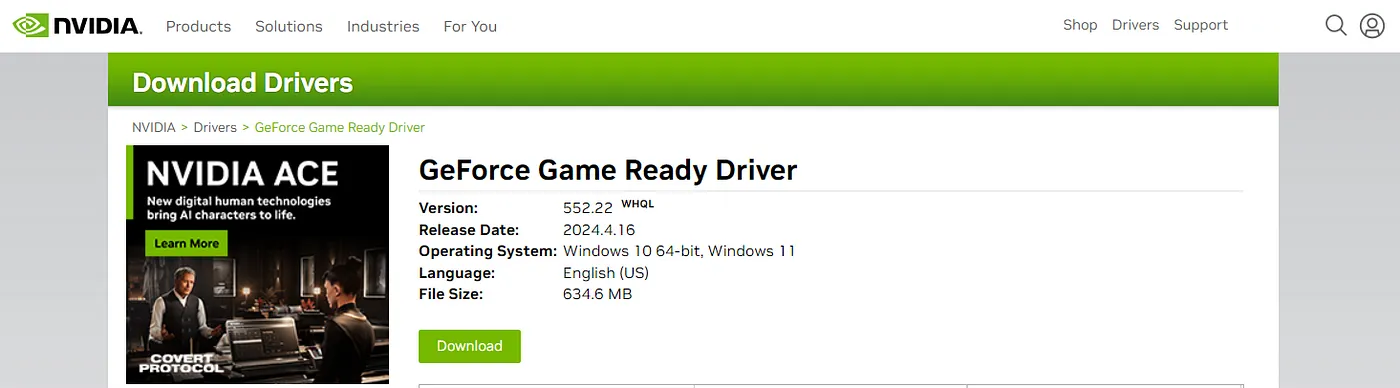 NVIDIA. Products Solutions Industries For You Shop Drivers Support
Download Drivers
NVIDIA > Drivers > GeForce Game Ready Driver
NVIDIA ACE
New digital human technologies
bring AI characters to life.
Learn More
COVERT
PROTOCOL
GeForce Game Ready Driver
Version: 552.22 WHQL
Release Date: 2024.4.16
Operating System: Windows 10 64-bit, Windows 11
Language: English (US)
File Size: 634.6 MB
Download